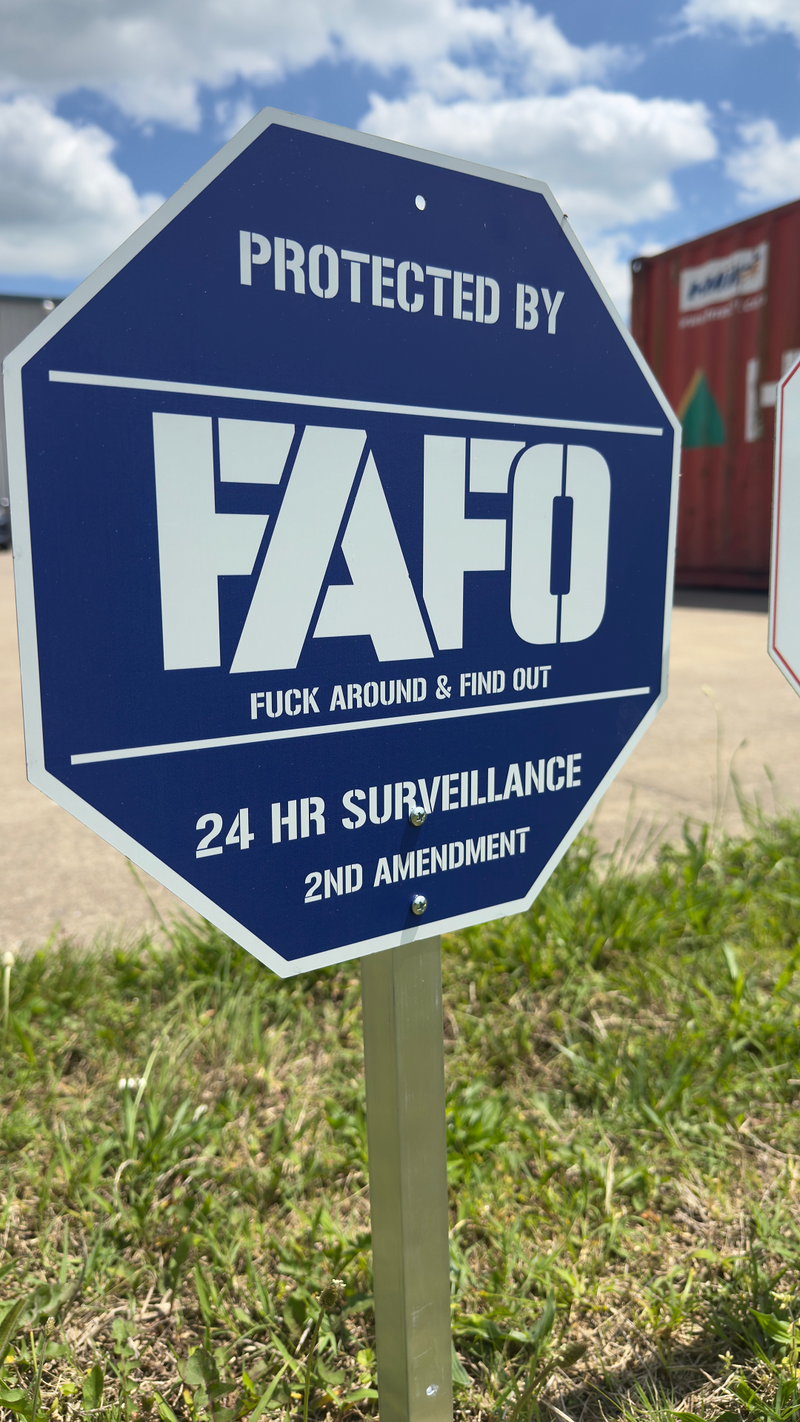 PROTECTED BY
FAFO
FUCK AROUND & FIND OUT
24 HR SURVEILLANCE
2ND AMENDMENT